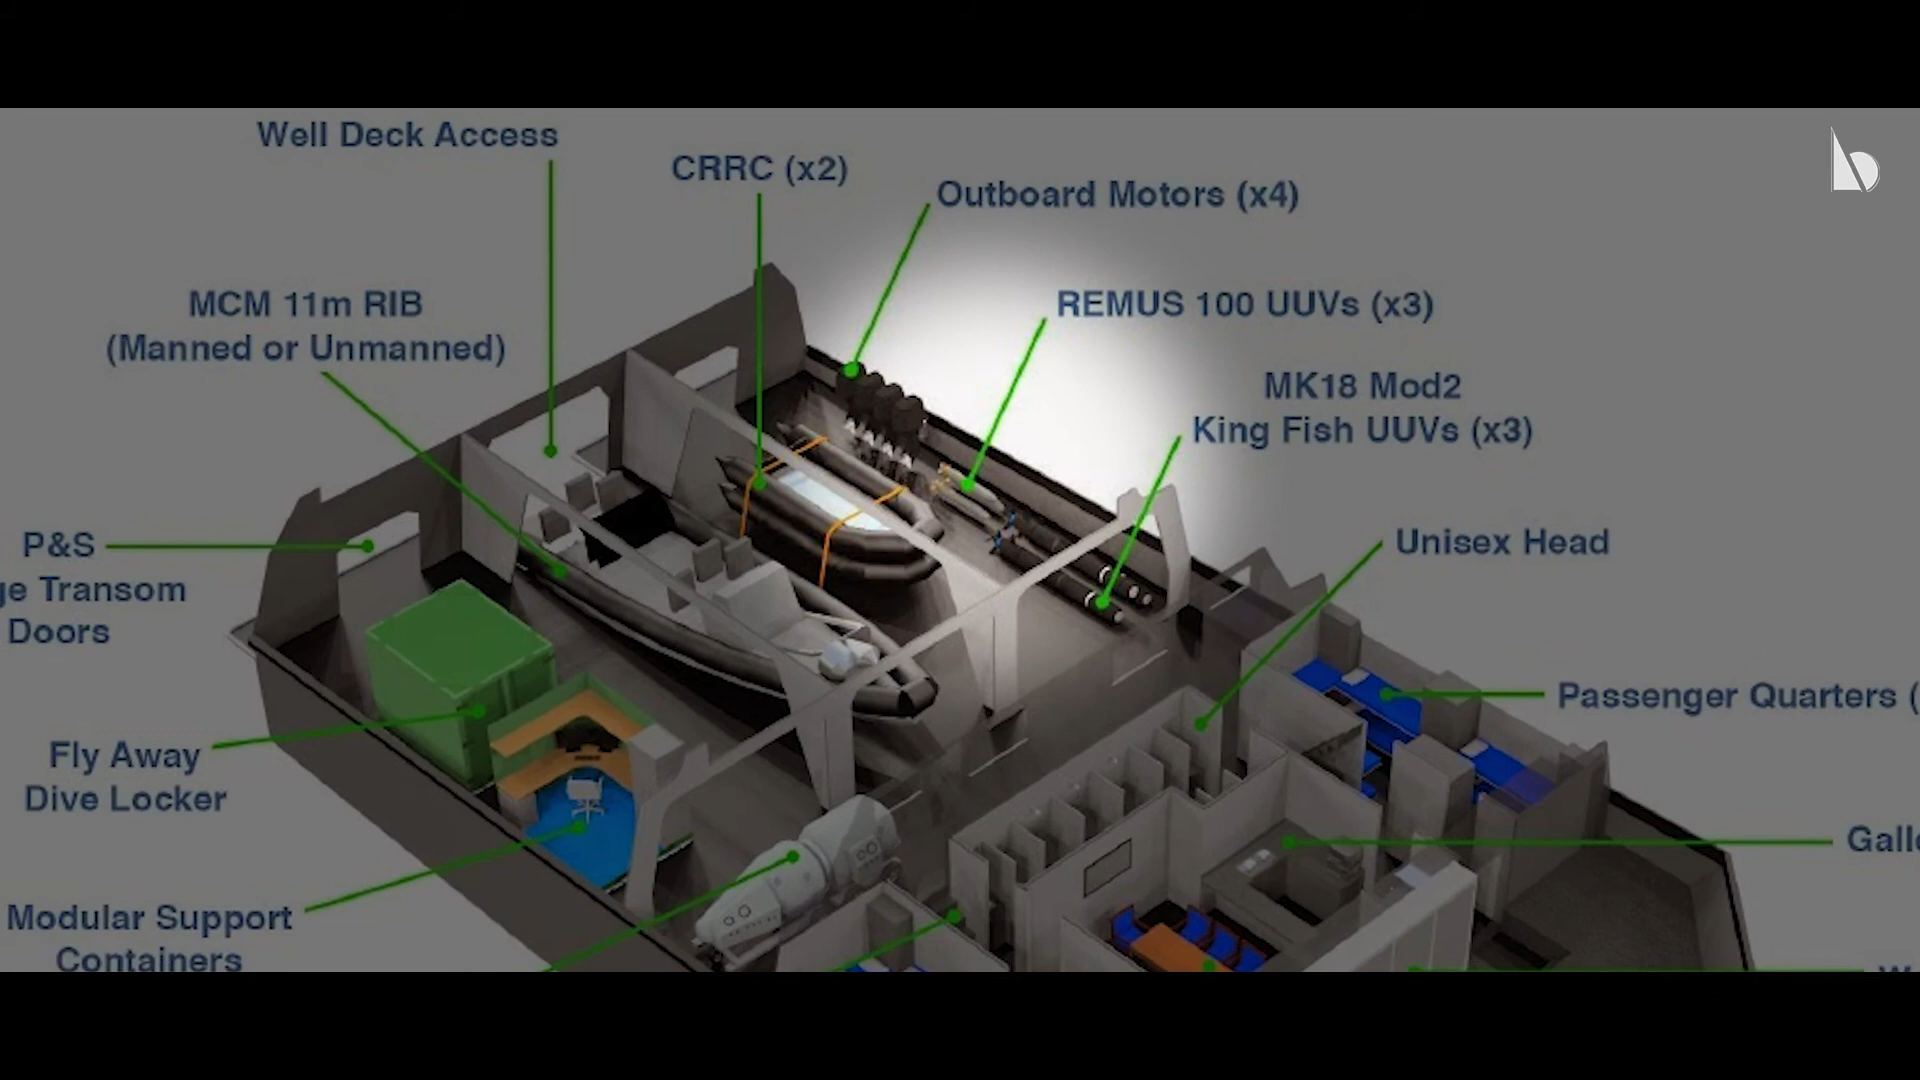 Well Deck Access
CRRC (x2)
Outboard Motors (x4)
MCM 11m RIB
(Manned or Unmanned)
REMUS 100 UUVs (x3)
MK18 Mod2
King Fish UUVs (x3)
P&S
Transom
Doors
Unisex Head
Passenger Quarters (
Fly Away
Dive Locker
Modular Support
Containers